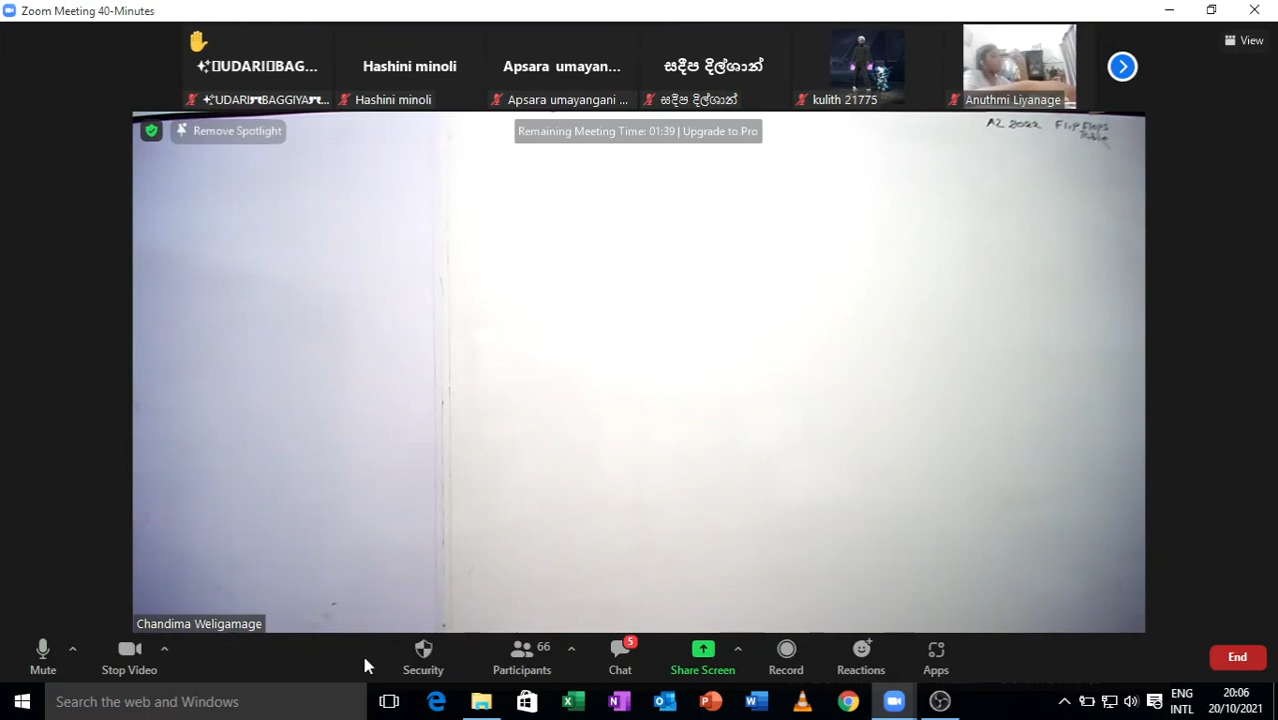 Zoom Meeting 40-Minutes
View
Hashini minoli
Apsara umayan...
සදීප දිල්ශාන්
Hashini minoli
Apsara umayangani ...
සදීප දිල්ශාන්
kulith 21775
Anuthmi Liyanage
Remove Spotlight
Remaining Meeting Time: 01:39 | Upgrade to Pro
2022 Flip Flops
Chandima Weligamage
Mute
Stop Video
Security
Participants
66
Chat
5
Share Screen
Record
Reactions
Apps
End
Search the web and Windows
ENG
INTL
20:06
20/10/2021